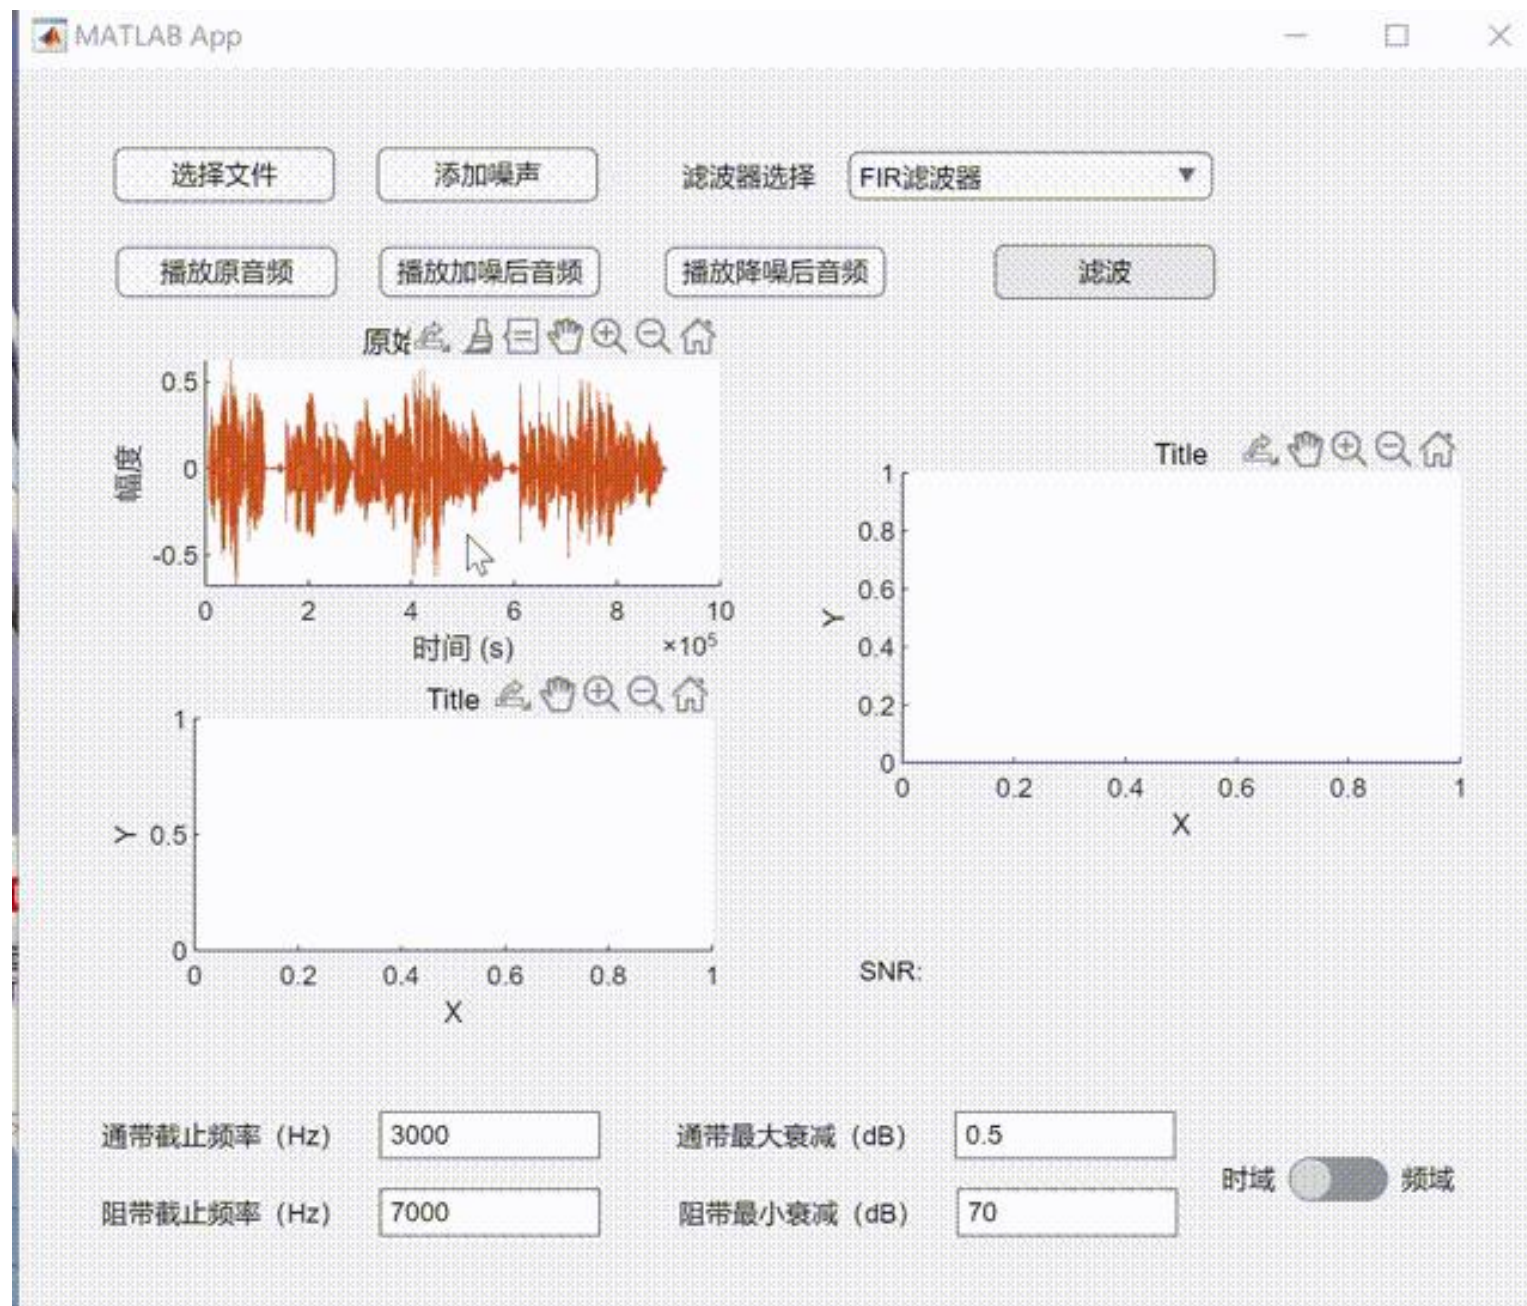 MATLAB App
选择文件
添加噪声
滤波器选择
FIR滤波器
播放原音频
播放加噪后音频
播放降噪后音频
滤波
原始
0.5
0
-0.5
幅度
0 2 4 6 8 10
时间 (s)
×10⁵
Title
1
0.8
0.6
0.4
0.2
0
Y
0 0.2 0.4 0.6 0.8 1
X
Title
1
0.5
0
Y
0 0.2 0.4 0.6 0.8 1
X
SNR:
通带截止频率 (Hz)
3000
通带最大衰减 (dB)
0.5
时域
频域
阻带截止频率 (Hz)
7000
阻带最小衰减 (dB)
70